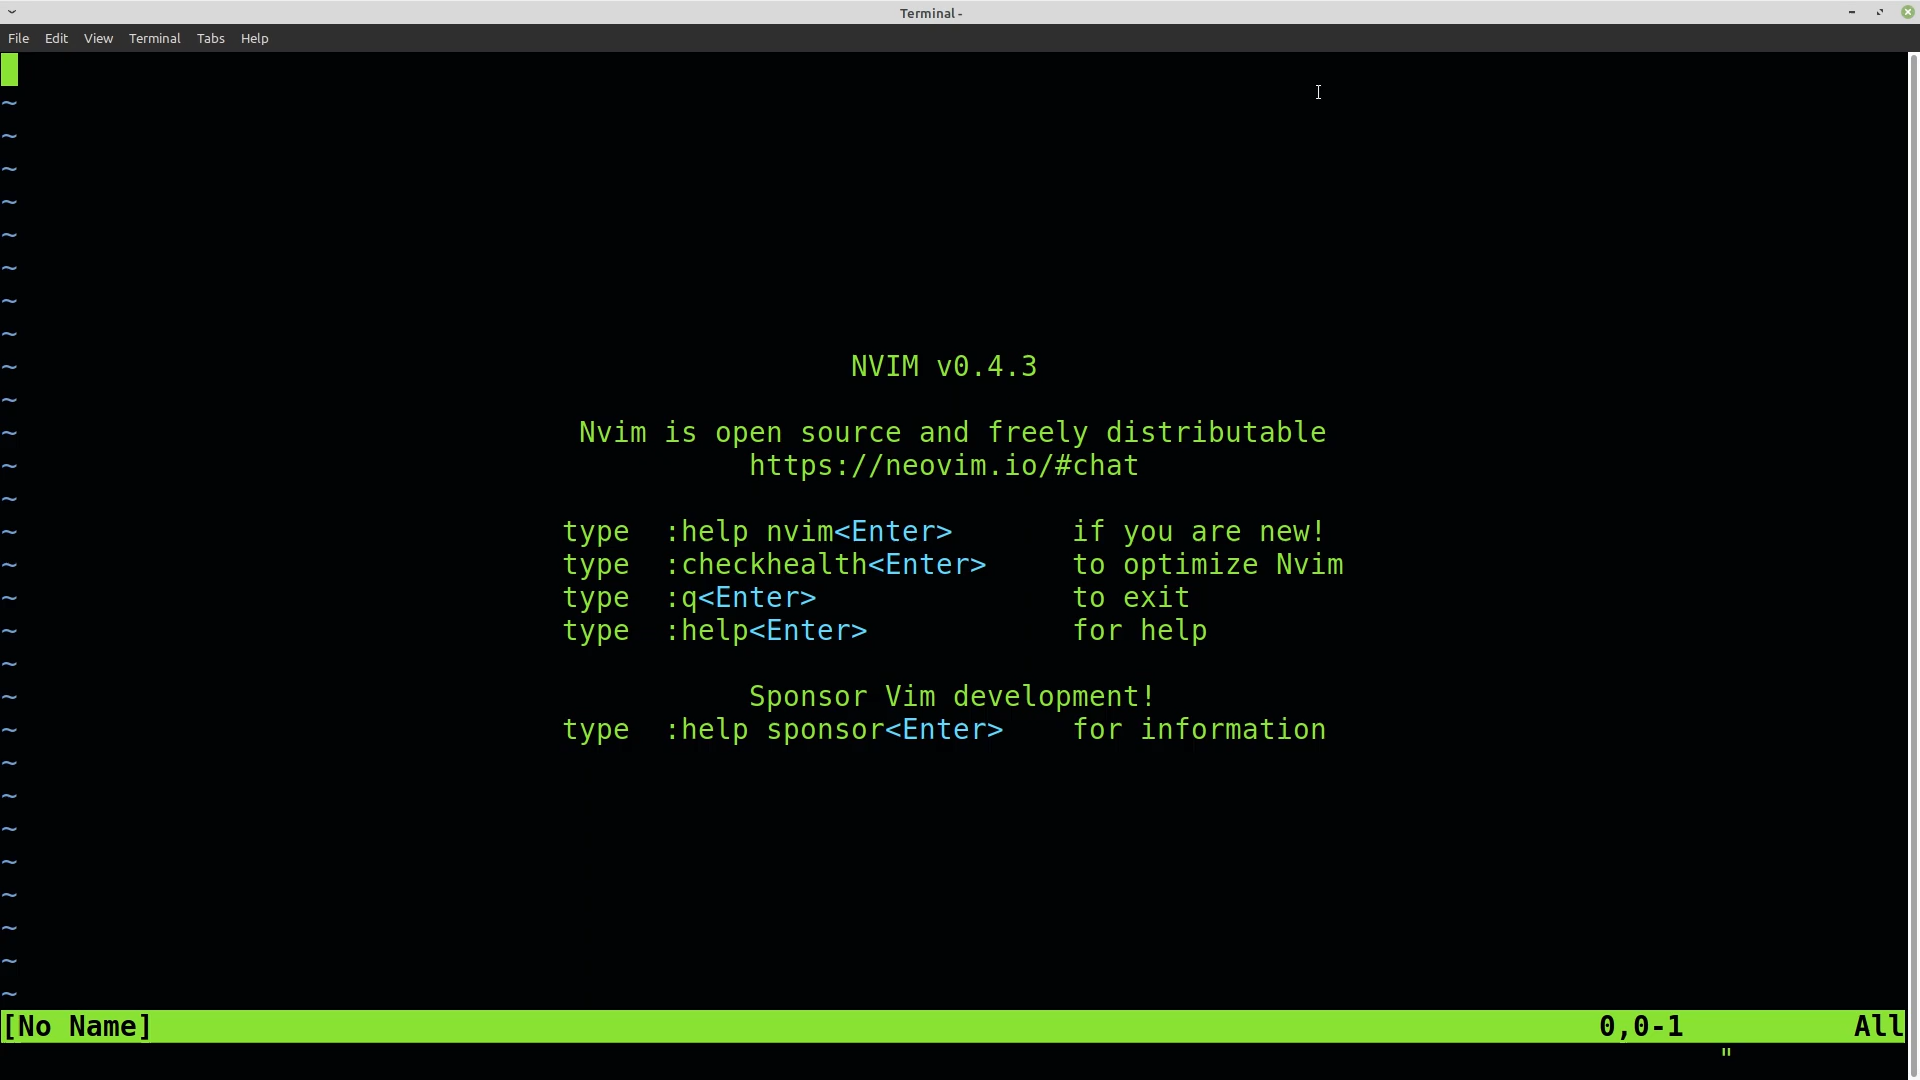 Terminal -
File Edit View Terminal Tabs Help
~
~
~
~
~
~
~
~
~ NVIM v0.4.3
~
~ Nvim is open source and freely distributable
~ https://neovim.io/#chat
~
~ type :help nvim<Enter> if you are new!
~ type :checkhealth<Enter> to optimize Nvim
~ type :q<Enter> to exit
~ type :help<Enter> for help
~
~ Sponsor Vim development!
~ type :help sponsor<Enter> for information
~
~
~
~
~
~
~
~
[No Name] 0,0-1 All
"